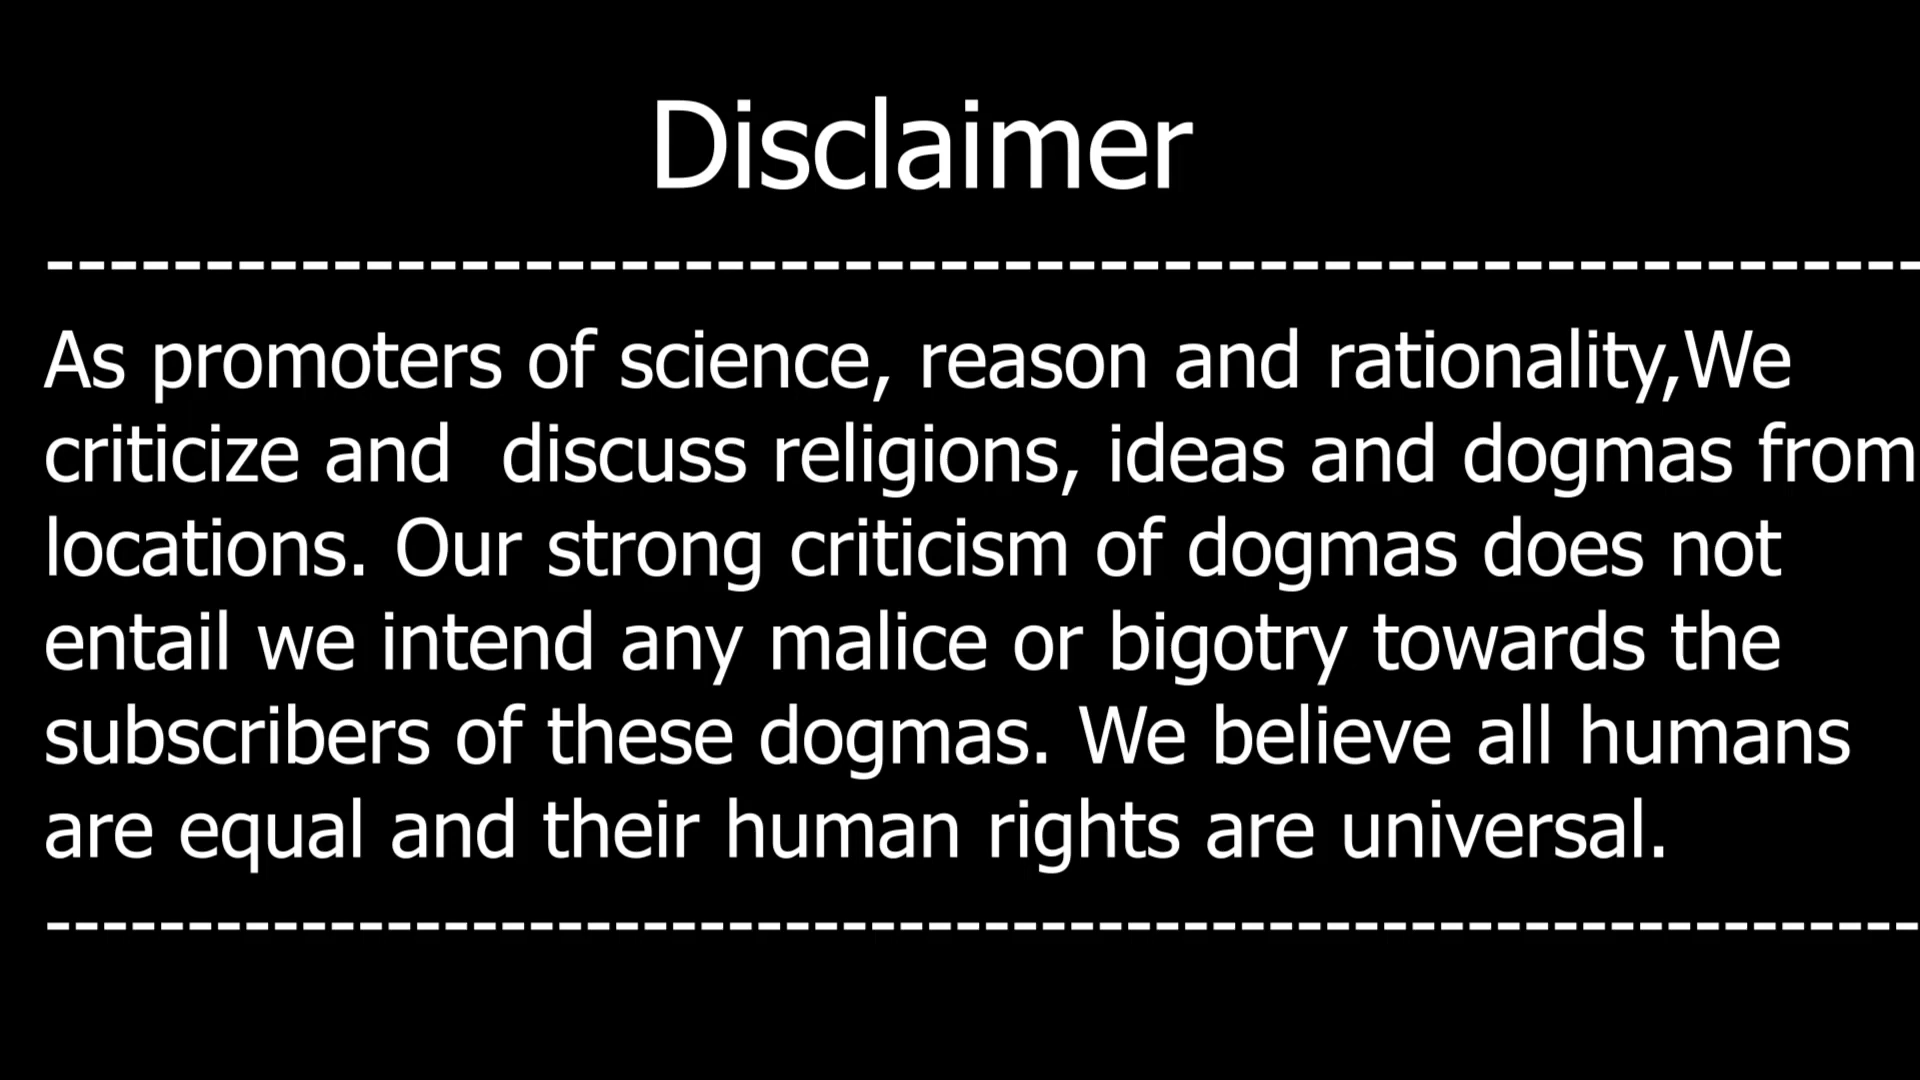 Disclaimer
--------------------------------------------------------
As promoters of science, reason and rationality,We
criticize and  discuss religions, ideas and dogmas from
locations. Our strong criticism of dogmas does not
entail we intend any malice or bigotry towards the
subscribers of these dogmas. We believe all humans
are equal and their human rights are universal.
------------------------------------------------------------------